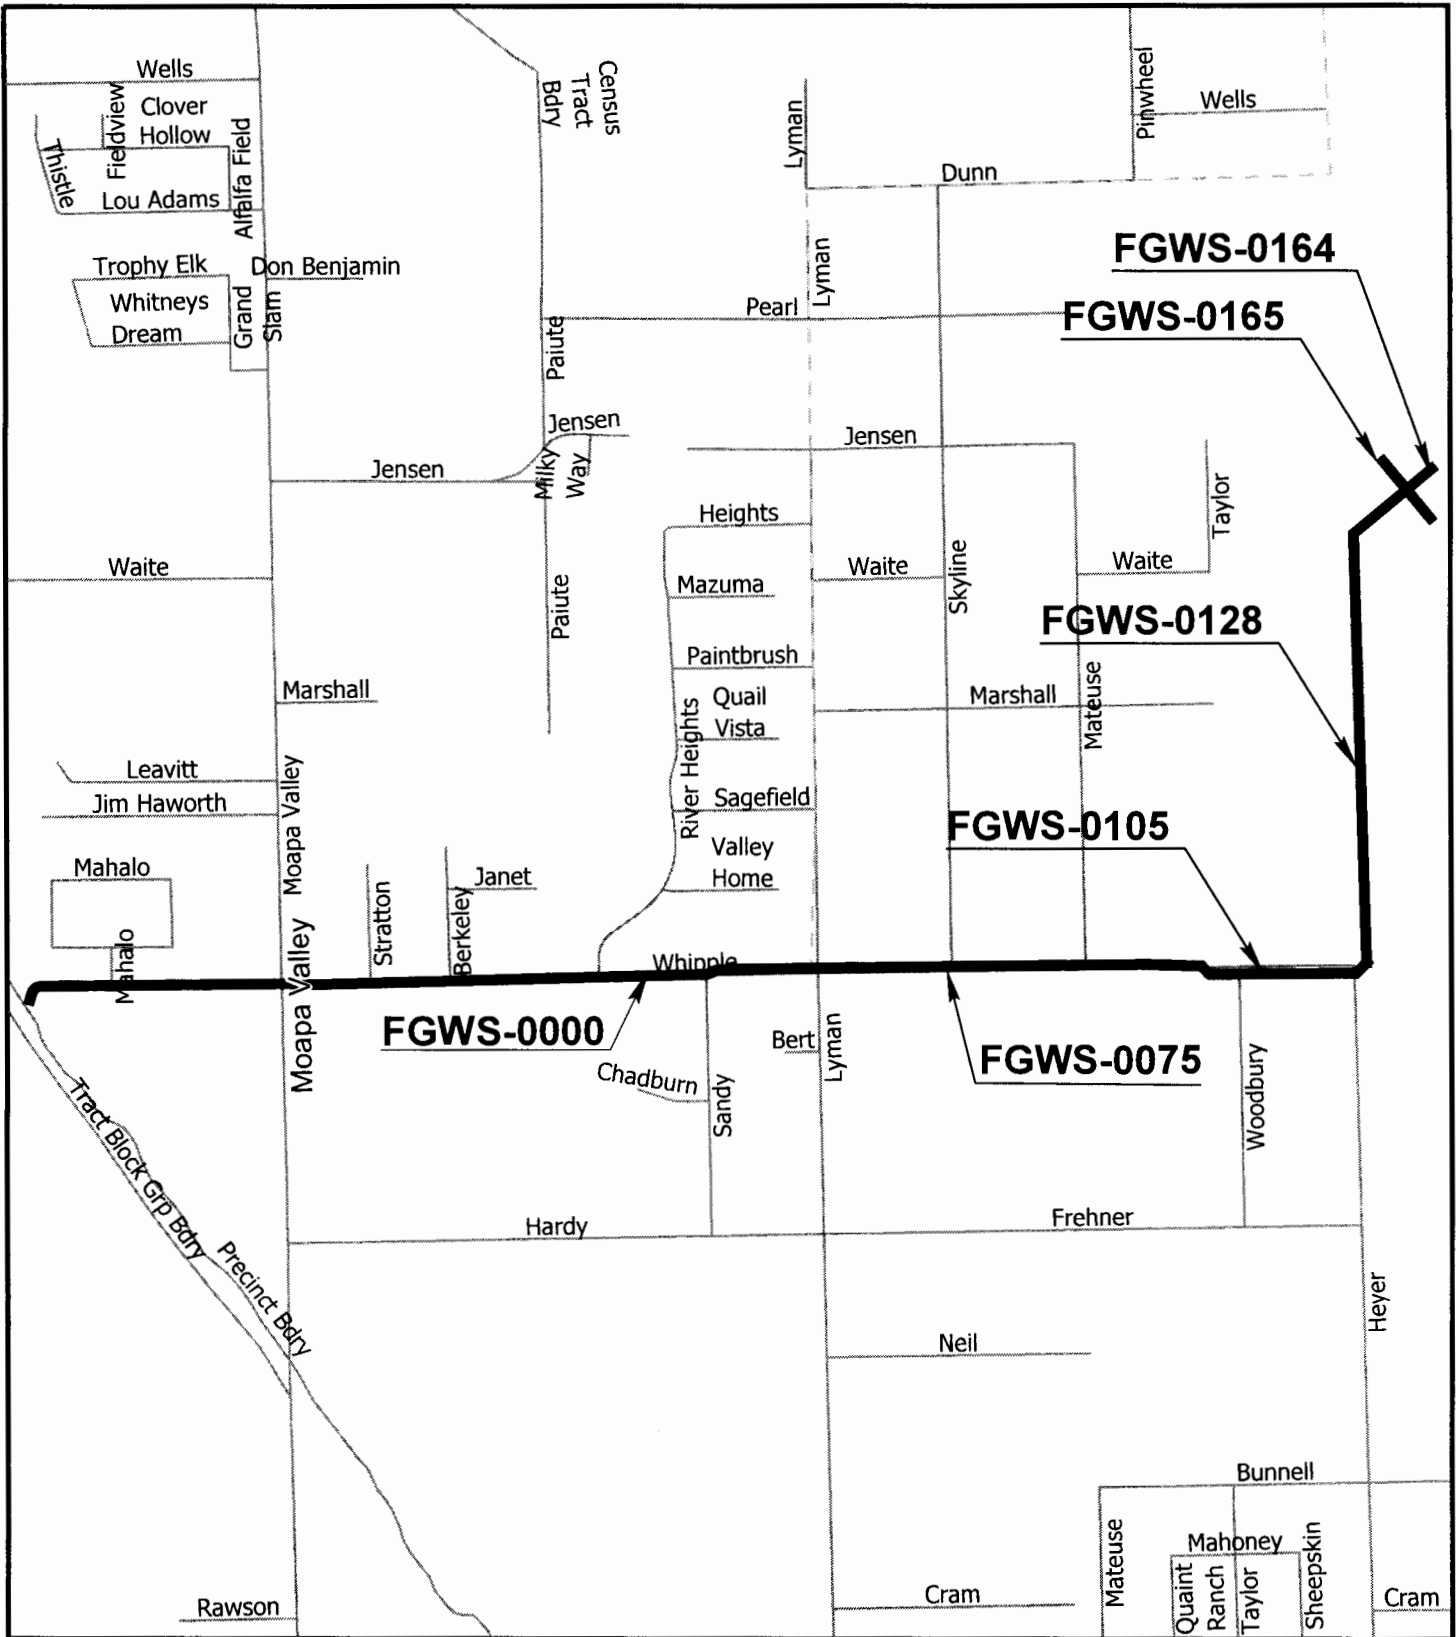 Wells
Census
Tract
Bdry
Fieldview
Clover
Hollow
Lyman
Pinwheel
Wells
Thistle
Lou Adams
Alfalfa Field
Dunn
Trophy Elk
Don Benjamin
Lyman
FGWS-0164
Whitneys
Dream
Grand
Slam
Pearl
FGWS-0165
Paiute
Jensen
Jensen
Jensen
Milky
Way
Taylor
Heights
Waite
Mazuma
Waite
Waite
Skyline
Paiute
FGWS-0128
Paintbrush
Marshall
Quail
Vista
Marshall
Mateuse
River Heights
Leavitt
Jim Haworth
Moapa Valley
Sagefield
FGWS-0105
Mahalo
Valley
Home
Janet
Stratton
Berkeley
Mahalo
Moapa Valley
Whipple
FGWS-0000
Bert
Lyman
FGWS-0075
Chadburn
Sandy
Woodbury
Tract Block Grp Bdry
Hardy
Frehner
Precinct Bdry
Heyer
Neil
Bunnell
Mateuse
Mahoney
Quaint
Ranch
Taylor
Sheepskin
Rawson
Cram
Cram